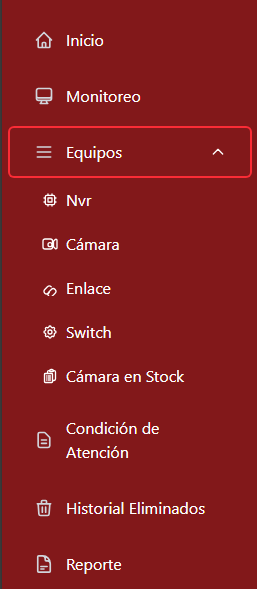 Inicio
Monitoreo
Equipos
Nvr
Cámara
Enlace
Switch
Cámara en Stock
Condición de
Atención
Historial Eliminados
Reporte